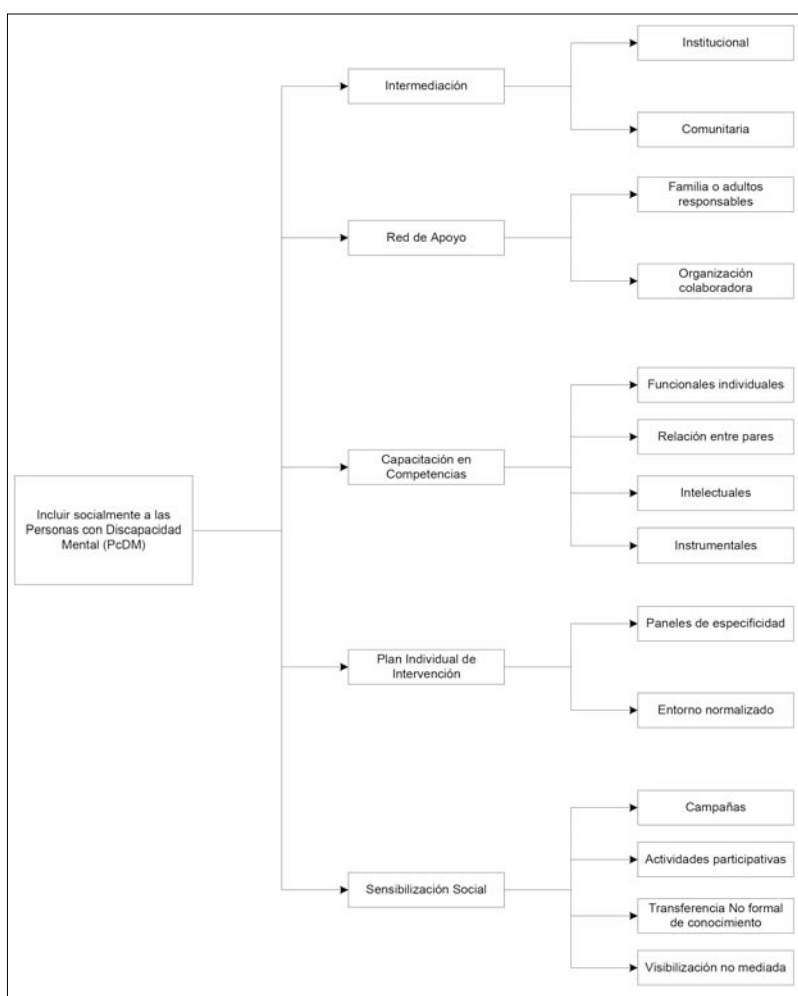 Institucional
Intermediación
Comunitaria
Familia o adultos
responsables
Red de Apoyo
Organización
colaboradora
Funcionales individuales
Relación entre pares
Capacitación en
Competencias
Intelectuales
Instrumentales
Incluir socialmente a las
Personas con Discapacidad
Mental (PcDM)
Paneles de especificidad
Plan Individual de
Intervención
Entorno normalizado
Campañas
Actividades participativas
Sensibilización Social
Transferencia No formal
de conocimiento
Visibilización no mediada